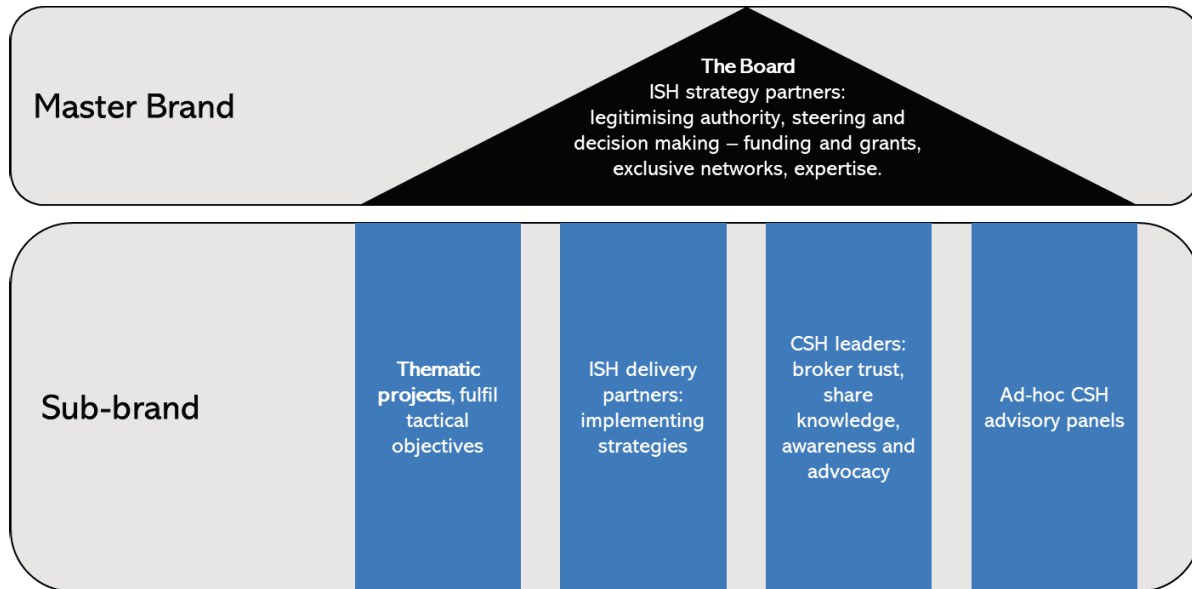 Master Brand
The Board
ISH strategy partners:
legitimising authority, steering and
decision making – funding and grants,
exclusive networks, expertise.
Sub-brand
Thematic
projects, fulfil
tactical
objectives
ISH delivery
partners:
implementing
strategies
CSH leaders:
broker trust,
share
knowledge,
awareness and
advocacy
Ad-hoc CSH
advisory panels